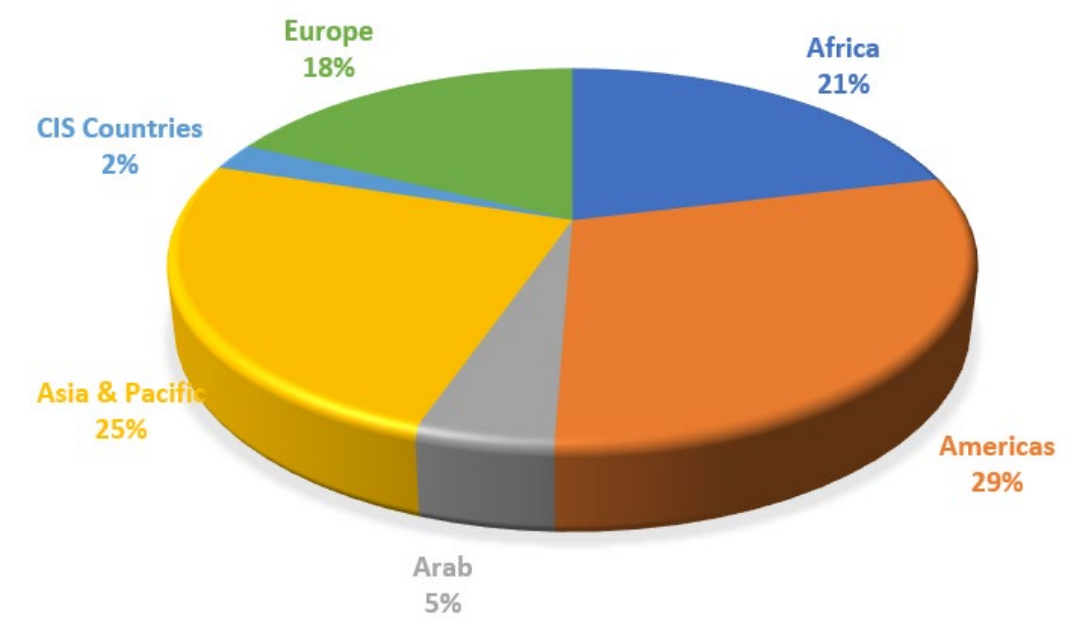 Europe
18%
Africa
21%
CIS Countries
2%
Asia & Pacific
25%
Americas
29%
Arab
5%